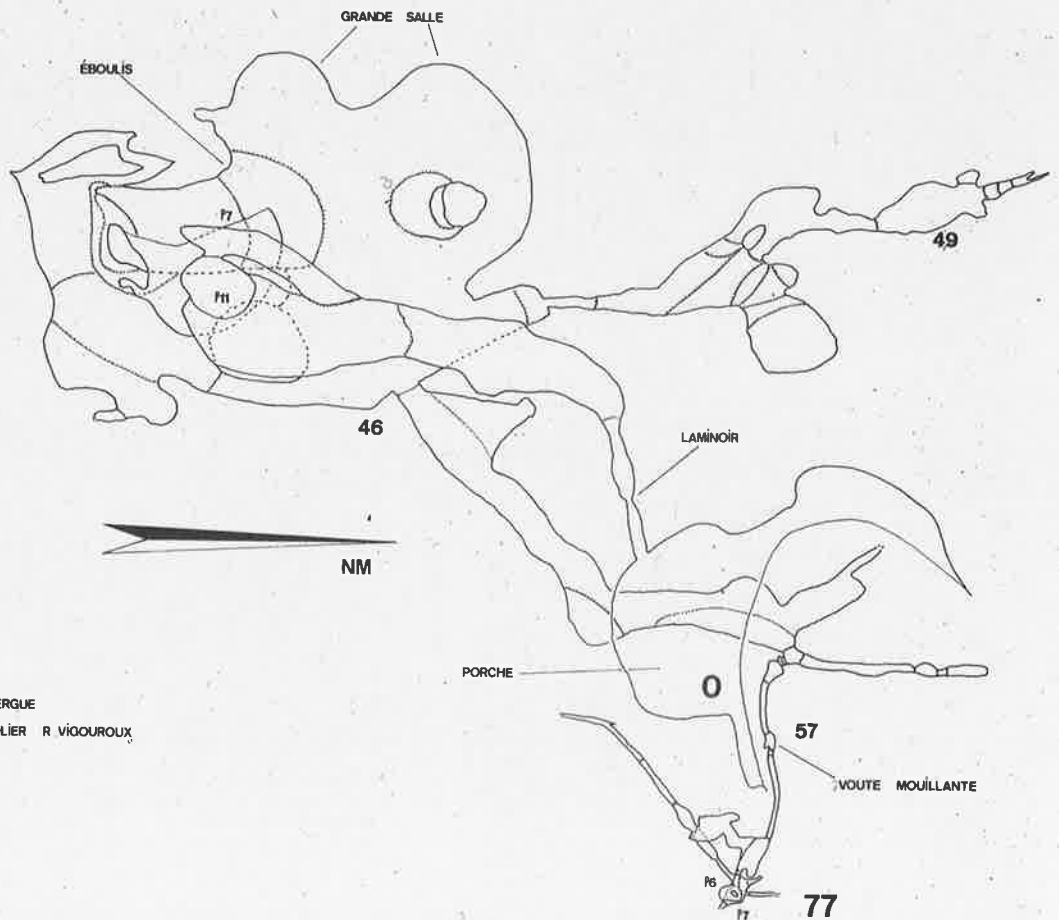 GRANDE SALLE
ÉBOULIS
P7
P11
49
46
LAMINOIR
NM
PORCHE
0
57
VOUTE MOUILLANTE
ERGUE
LIER R VIGOUROUX
P6
P7
77